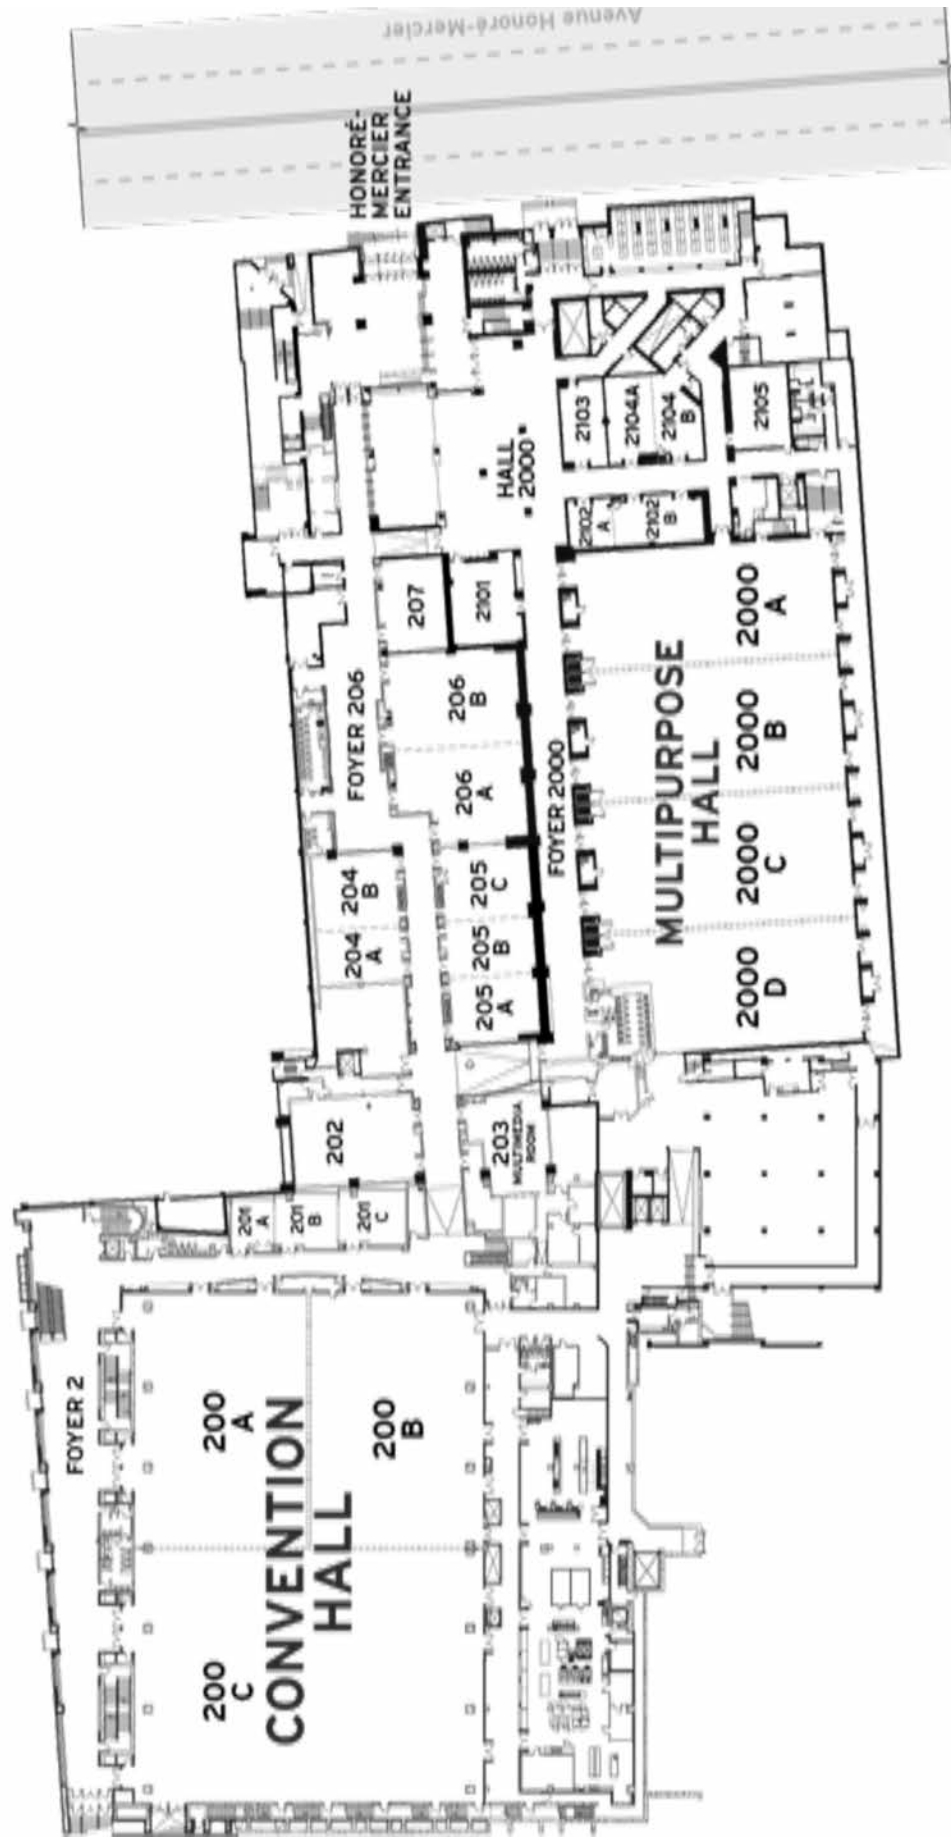 Avenue Honoré-Mercier
HONORÉ-
MERCIER
ENTRANCE
FOYER 2
200
A
200
B
200
C
CONVENTION
HALL
201
A
201
B
201
C
202
203
MULTIMEDIA
ROOM
204
A
204
B
205
A
205
B
205
C
206
A
206
B
FOYER 206
207
2101
HALL
2000
FOYER 2000
2102
A
2102
B
2103
2104A
2104
B
2105
MULTIPURPOSE
HALL
2000
A
2000
B
2000
C
2000
D